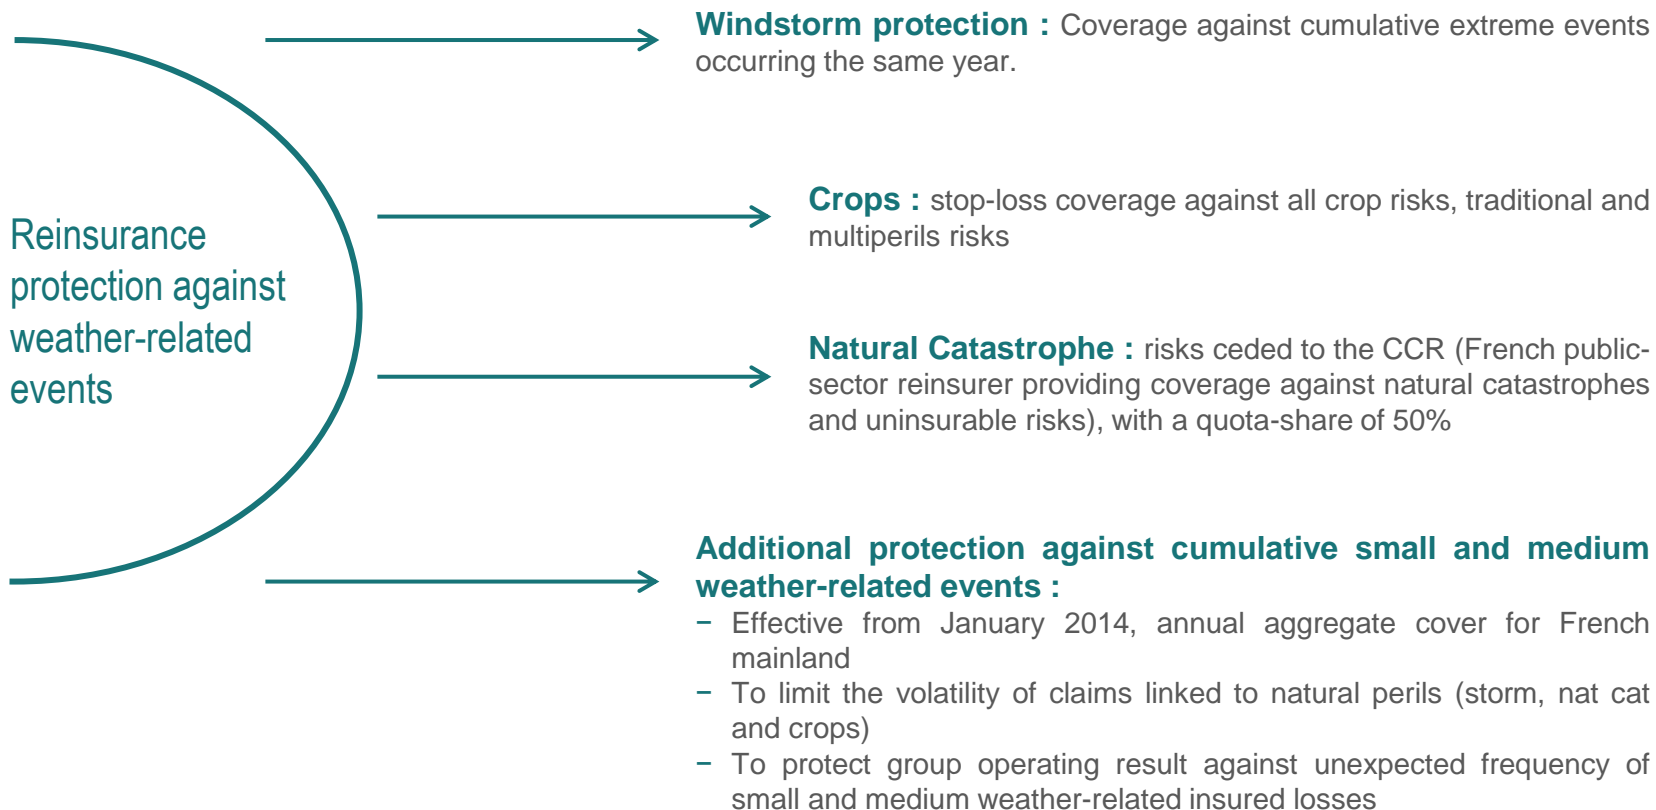 Reinsurance
protection against
weather-related
events
Windstorm protection : Coverage against cumulative extreme events
occurring the same year.
Crops : stop-loss coverage against all crop risks, traditional and
multiperils risks
Natural Catastrophe : risks ceded to the CCR (French public-
sector reinsurer providing coverage against natural catastrophes
and uninsurable risks), with a quota-share of 50%
Additional protection against cumulative small and medium
weather-related events :
− Effective from January 2014, annual aggregate cover for French
mainland
− To limit the volatility of claims linked to natural perils (storm, nat cat
and crops)
− To protect group operating result against unexpected frequency of
small and medium weather-related insured losses